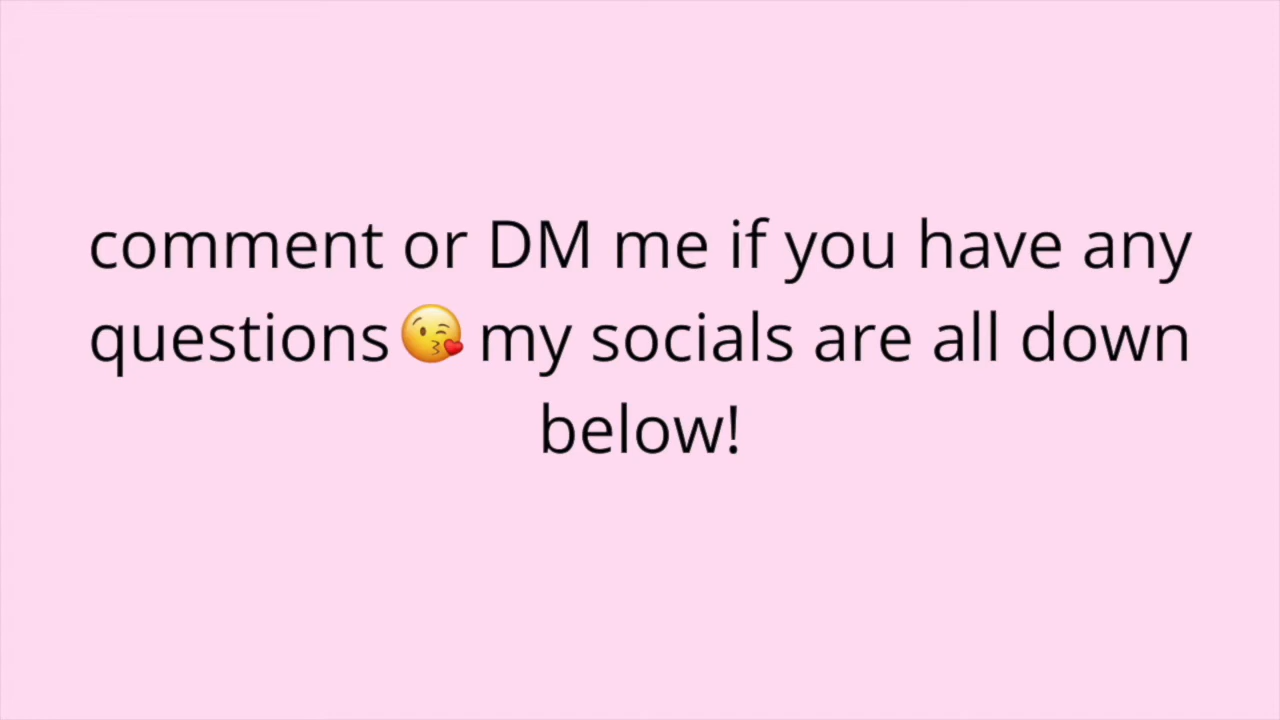 comment or DM me if you have any
questions😘 my socials are all down
below!